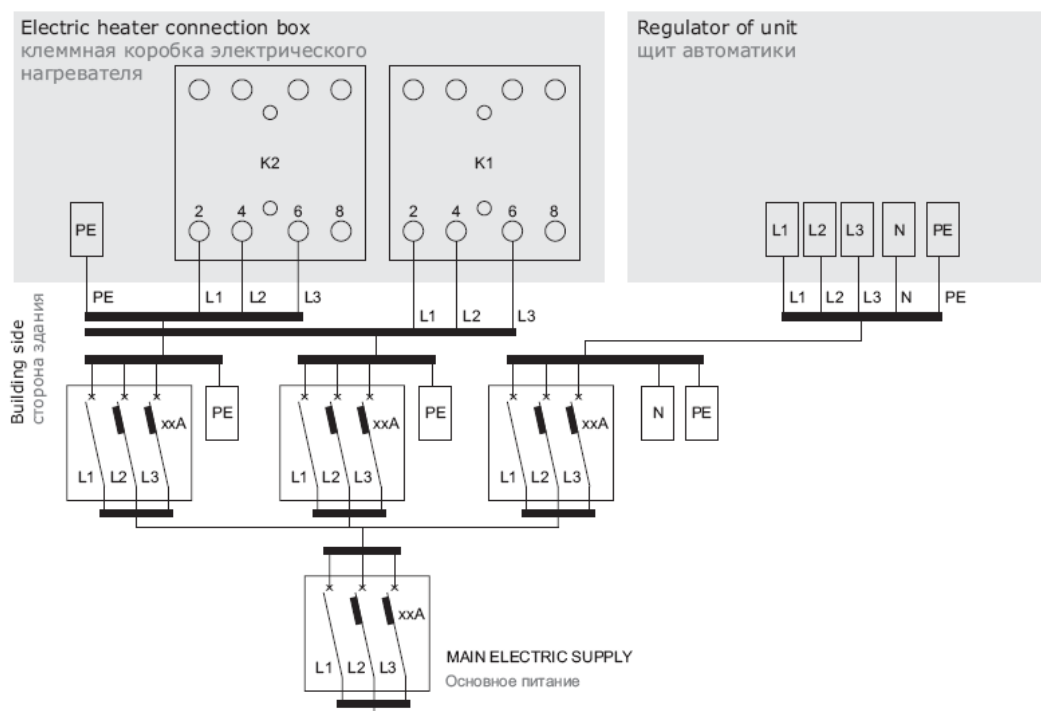 Electric heater connection box
клеммная коробка электрического
нагревателя
Regulator of unit
щит автоматики
K2
K1
2 4 6 8
2 4 6 8
PE
L1 L2 L3 N PE
PE L1 L2 L3
L1 L2 L3
L1 L2 L3 N PE
Building side
сторона здания
xxA PE
xxA PE
xxA N PE
L1 L2 L3
L1 L2 L3
L1 L2 L3
xxA
L1 L2 L3
MAIN ELECTRIC SUPPLY
Основное питание